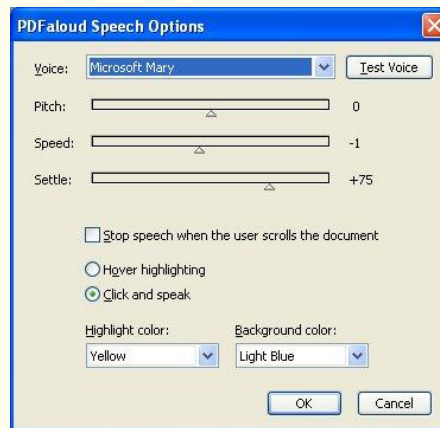 PDFaloud Speech Options
Voice: Microsoft Mary Test Voice
Pitch: 0
Speed: -1
Settle: +75
Stop speech when the user scrolls the document
Hover highlighting
Click and speak
Highlight color: Background color:
Yellow Light Blue
OK Cancel